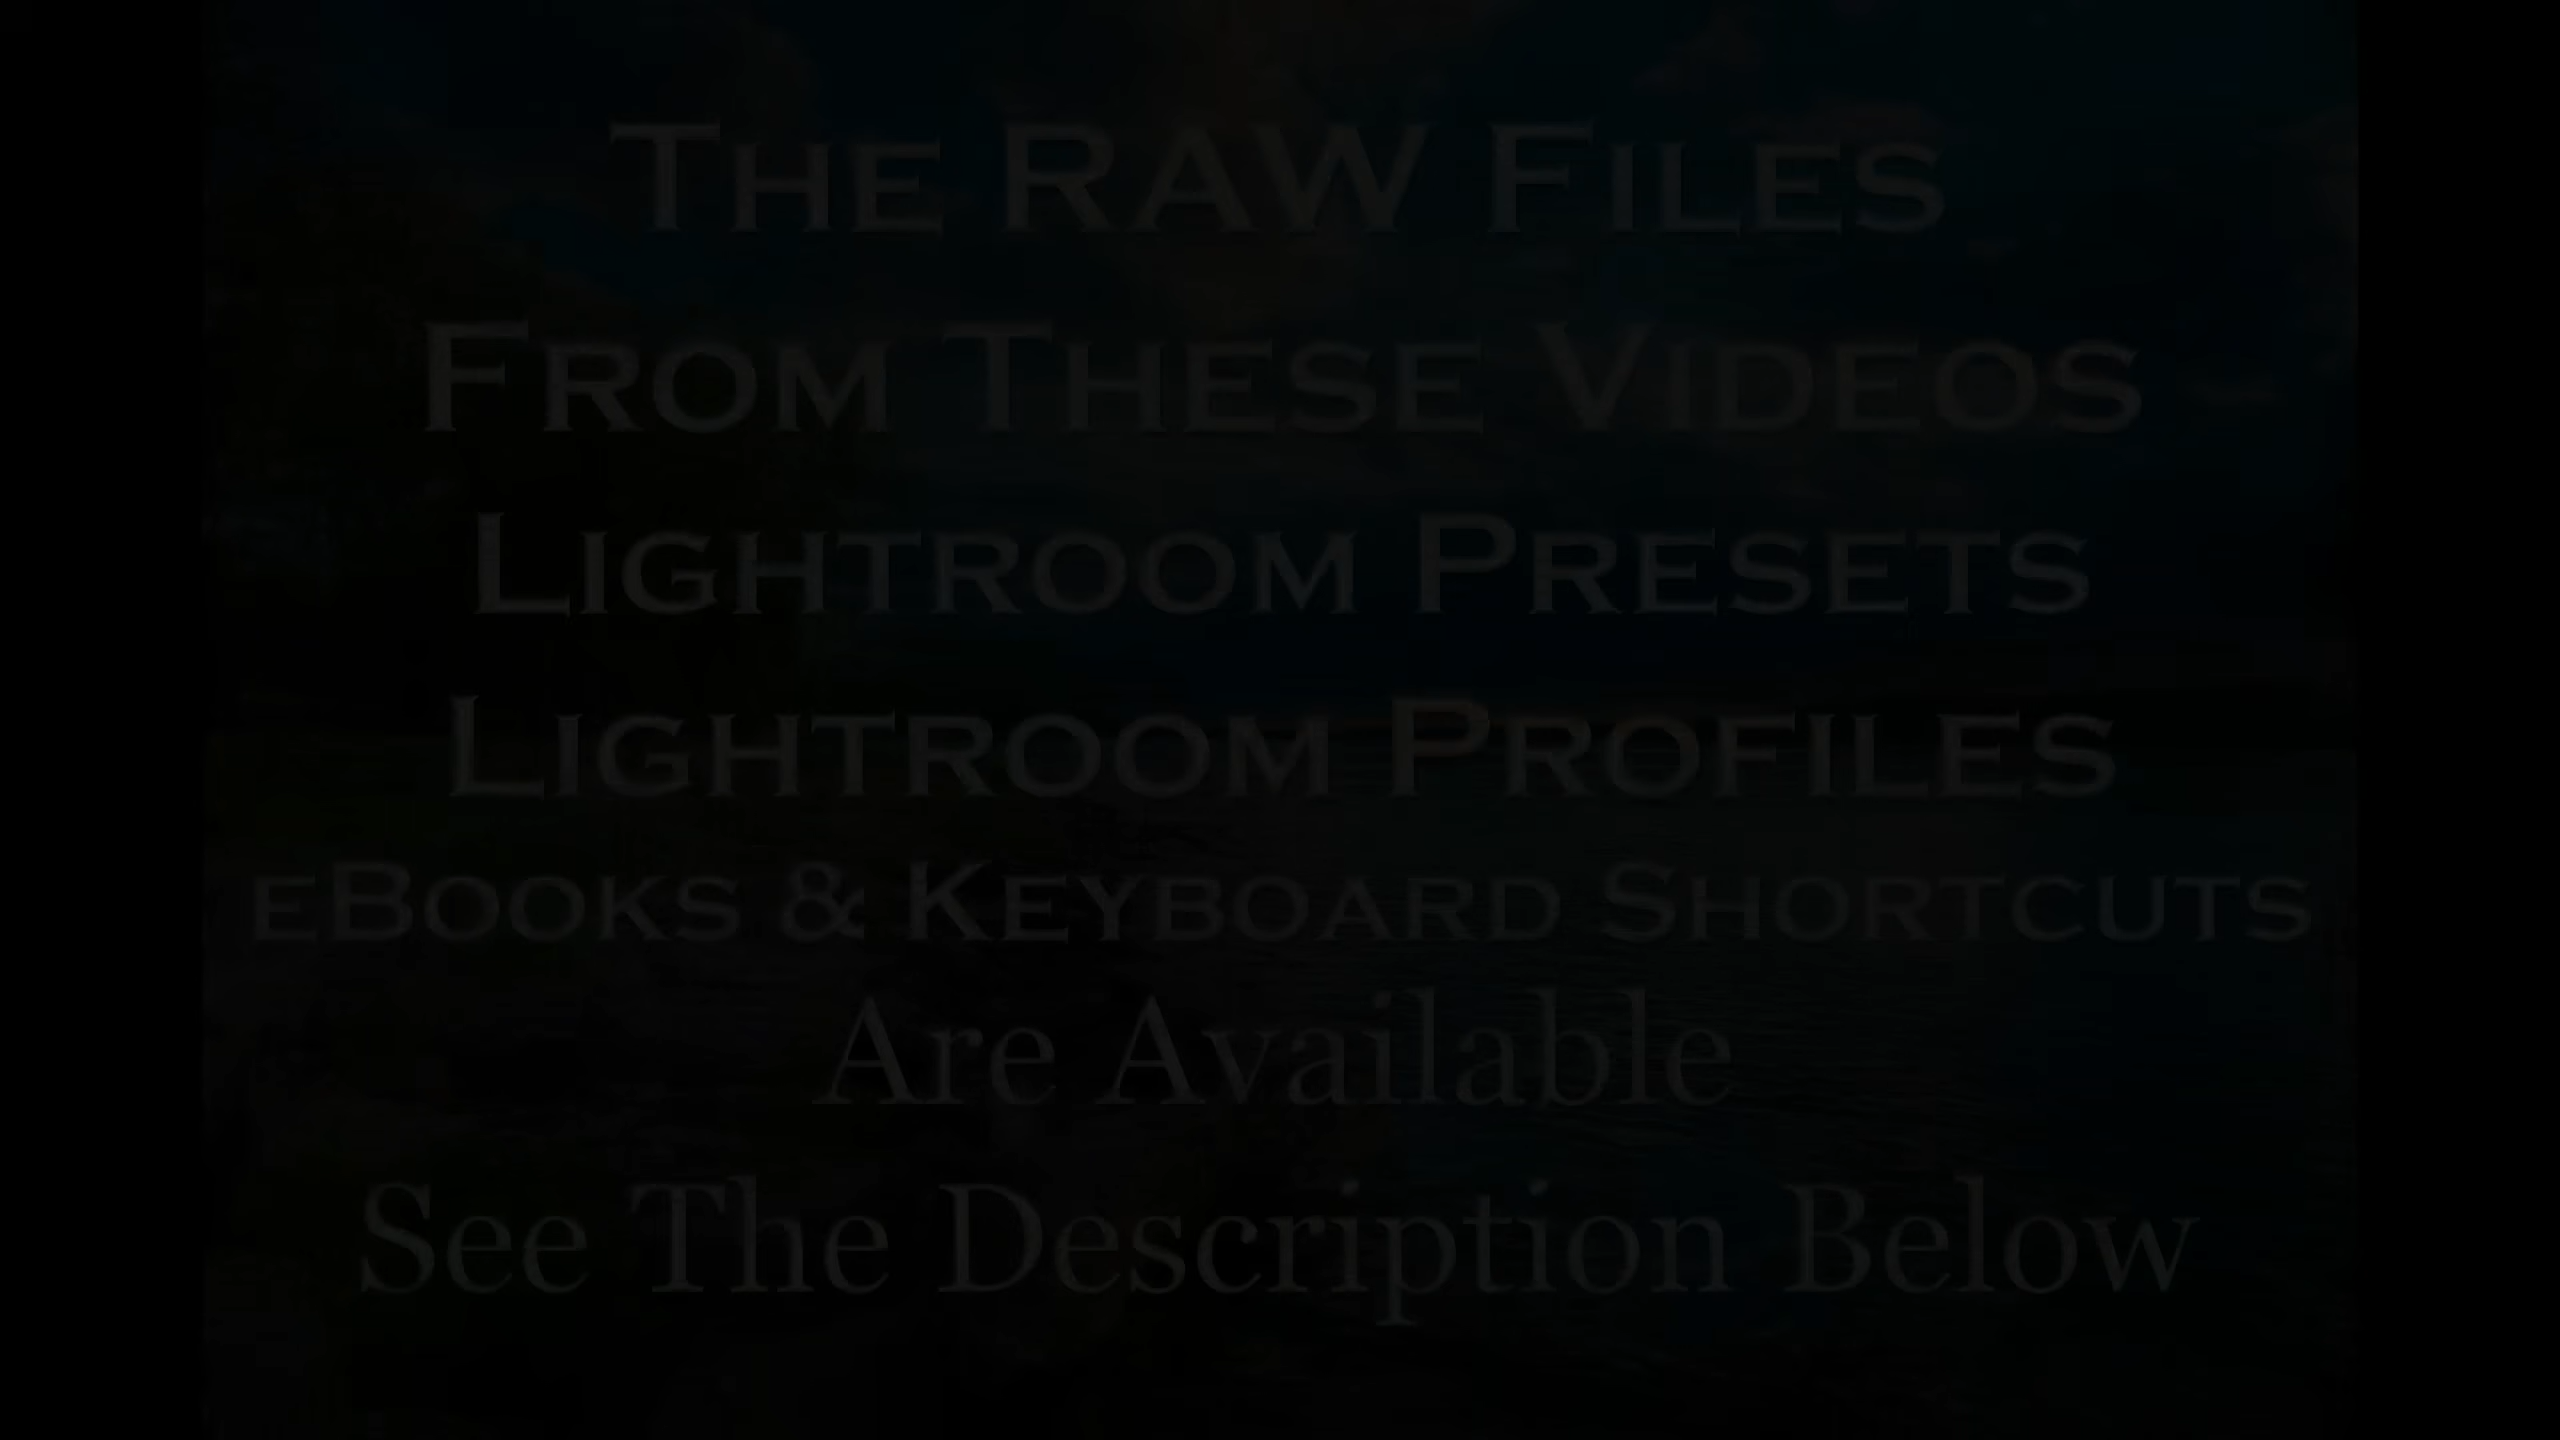 The RAW Files
From These Videos
Lightroom Presets
Lightroom Profiles
eBooks & Keyboard Shortcuts
Are Available
See The Description Below